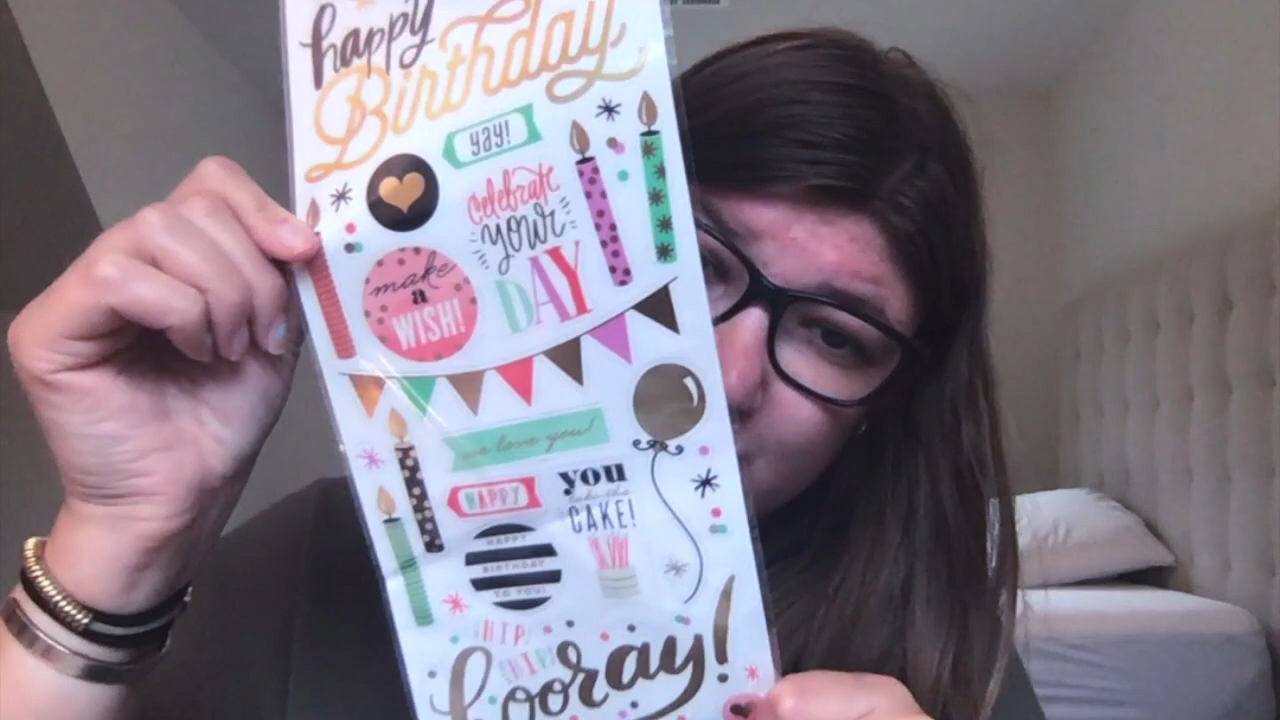 happy
Birthday
yay!
celebrate
your
DAY
make
a
WISH!
we love you!
HAPPY
you
take the
CAKE!
HAPPY
BIRTHDAY
TO YOU!
HIP,
HIP,
hooray!